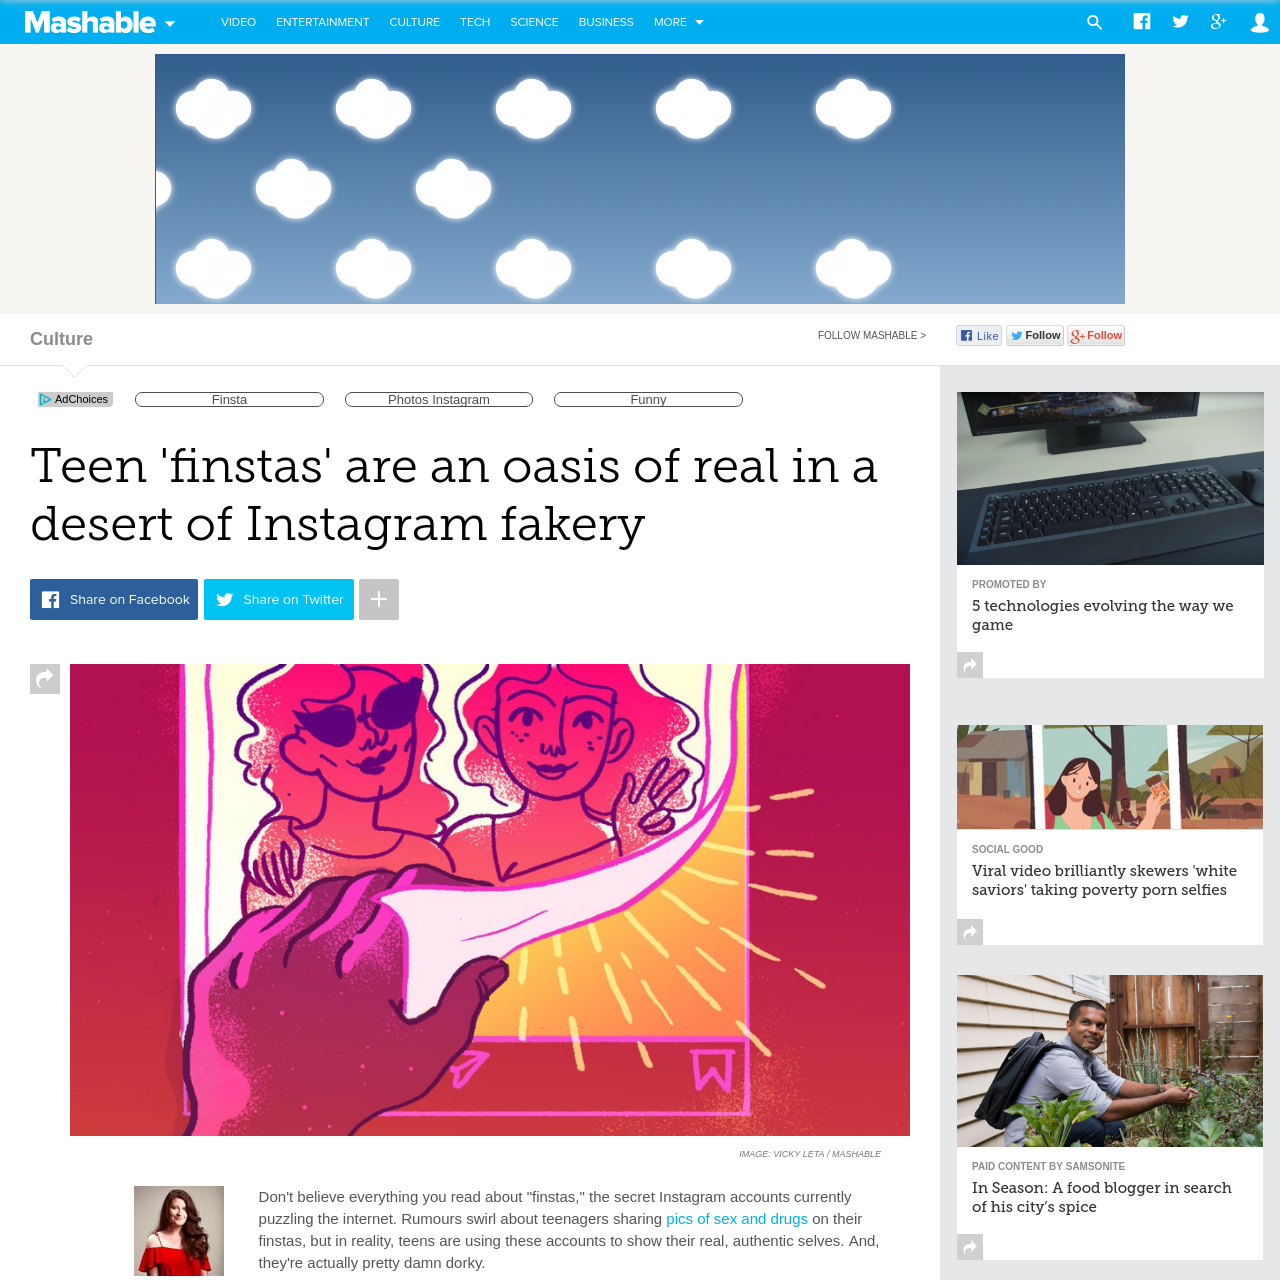 Mashable
VIDEO ENTERTAINMENT CULTURE TECH SCIENCE BUSINESS MORE
Culture
FOLLOW MASHABLE >
Like
Follow
Follow
AdChoices
Finsta
Photos Instagram
Funny
Teen 'finstas' are an oasis of real in a
desert of Instagram fakery
Share on Facebook
Share on Twitter
IMAGE: VICKY LETA / MASHABLE
Don't believe everything you read about "finstas," the secret Instagram accounts currently
puzzling the internet. Rumours swirl about teenagers sharing pics of sex and drugs on their
finstas, but in reality, teens are using these accounts to show their real, authentic selves. And,
they're actually pretty damn dorky.
PROMOTED BY
5 technologies evolving the way we
game
SOCIAL GOOD
Viral video brilliantly skewers 'white
saviors' taking poverty porn selfies
PAID CONTENT BY SAMSONITE
In Season: A food blogger in search
of his city’s spice